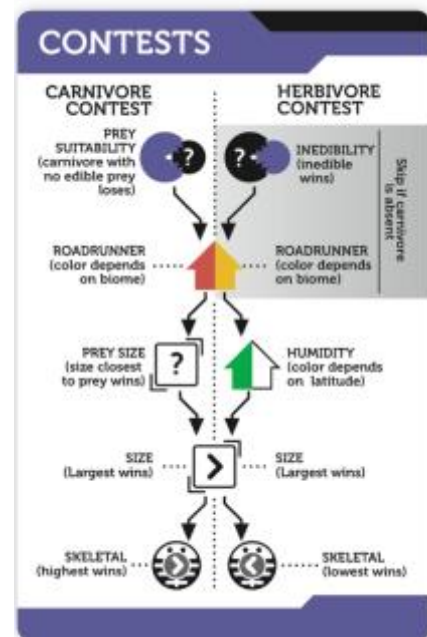 CONTESTS
CARNIVORE
CONTEST
HERBIVORE
CONTEST
PREY
SUITABILITY
(carnivore with
no edible prey
loses)
?
?
INEDIBILITY
(inedible
wins)
Skip if carnivore
is absent
ROADRUNNER
(color depends
on biome)
ROADRUNNER
(color depends
on biome)
PREY SIZE
(size closest
to prey wins)
?
HUMIDITY
(color depends
on latitude)
SIZE
(Largest wins)
>
SIZE
(Largest wins)
SKELETAL
(highest wins)
>
<
SKELETAL
(lowest wins)